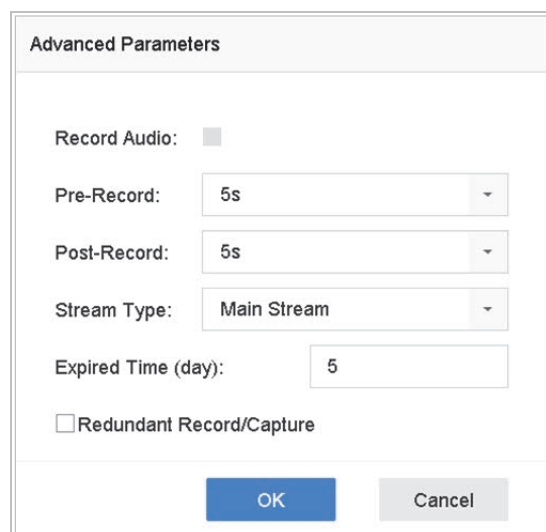 Advanced Parameters
Record Audio:
Pre-Record: 5s
Post-Record: 5s
Stream Type: Main Stream
Expired Time (day): 5
Redundant Record/Capture
OK Cancel